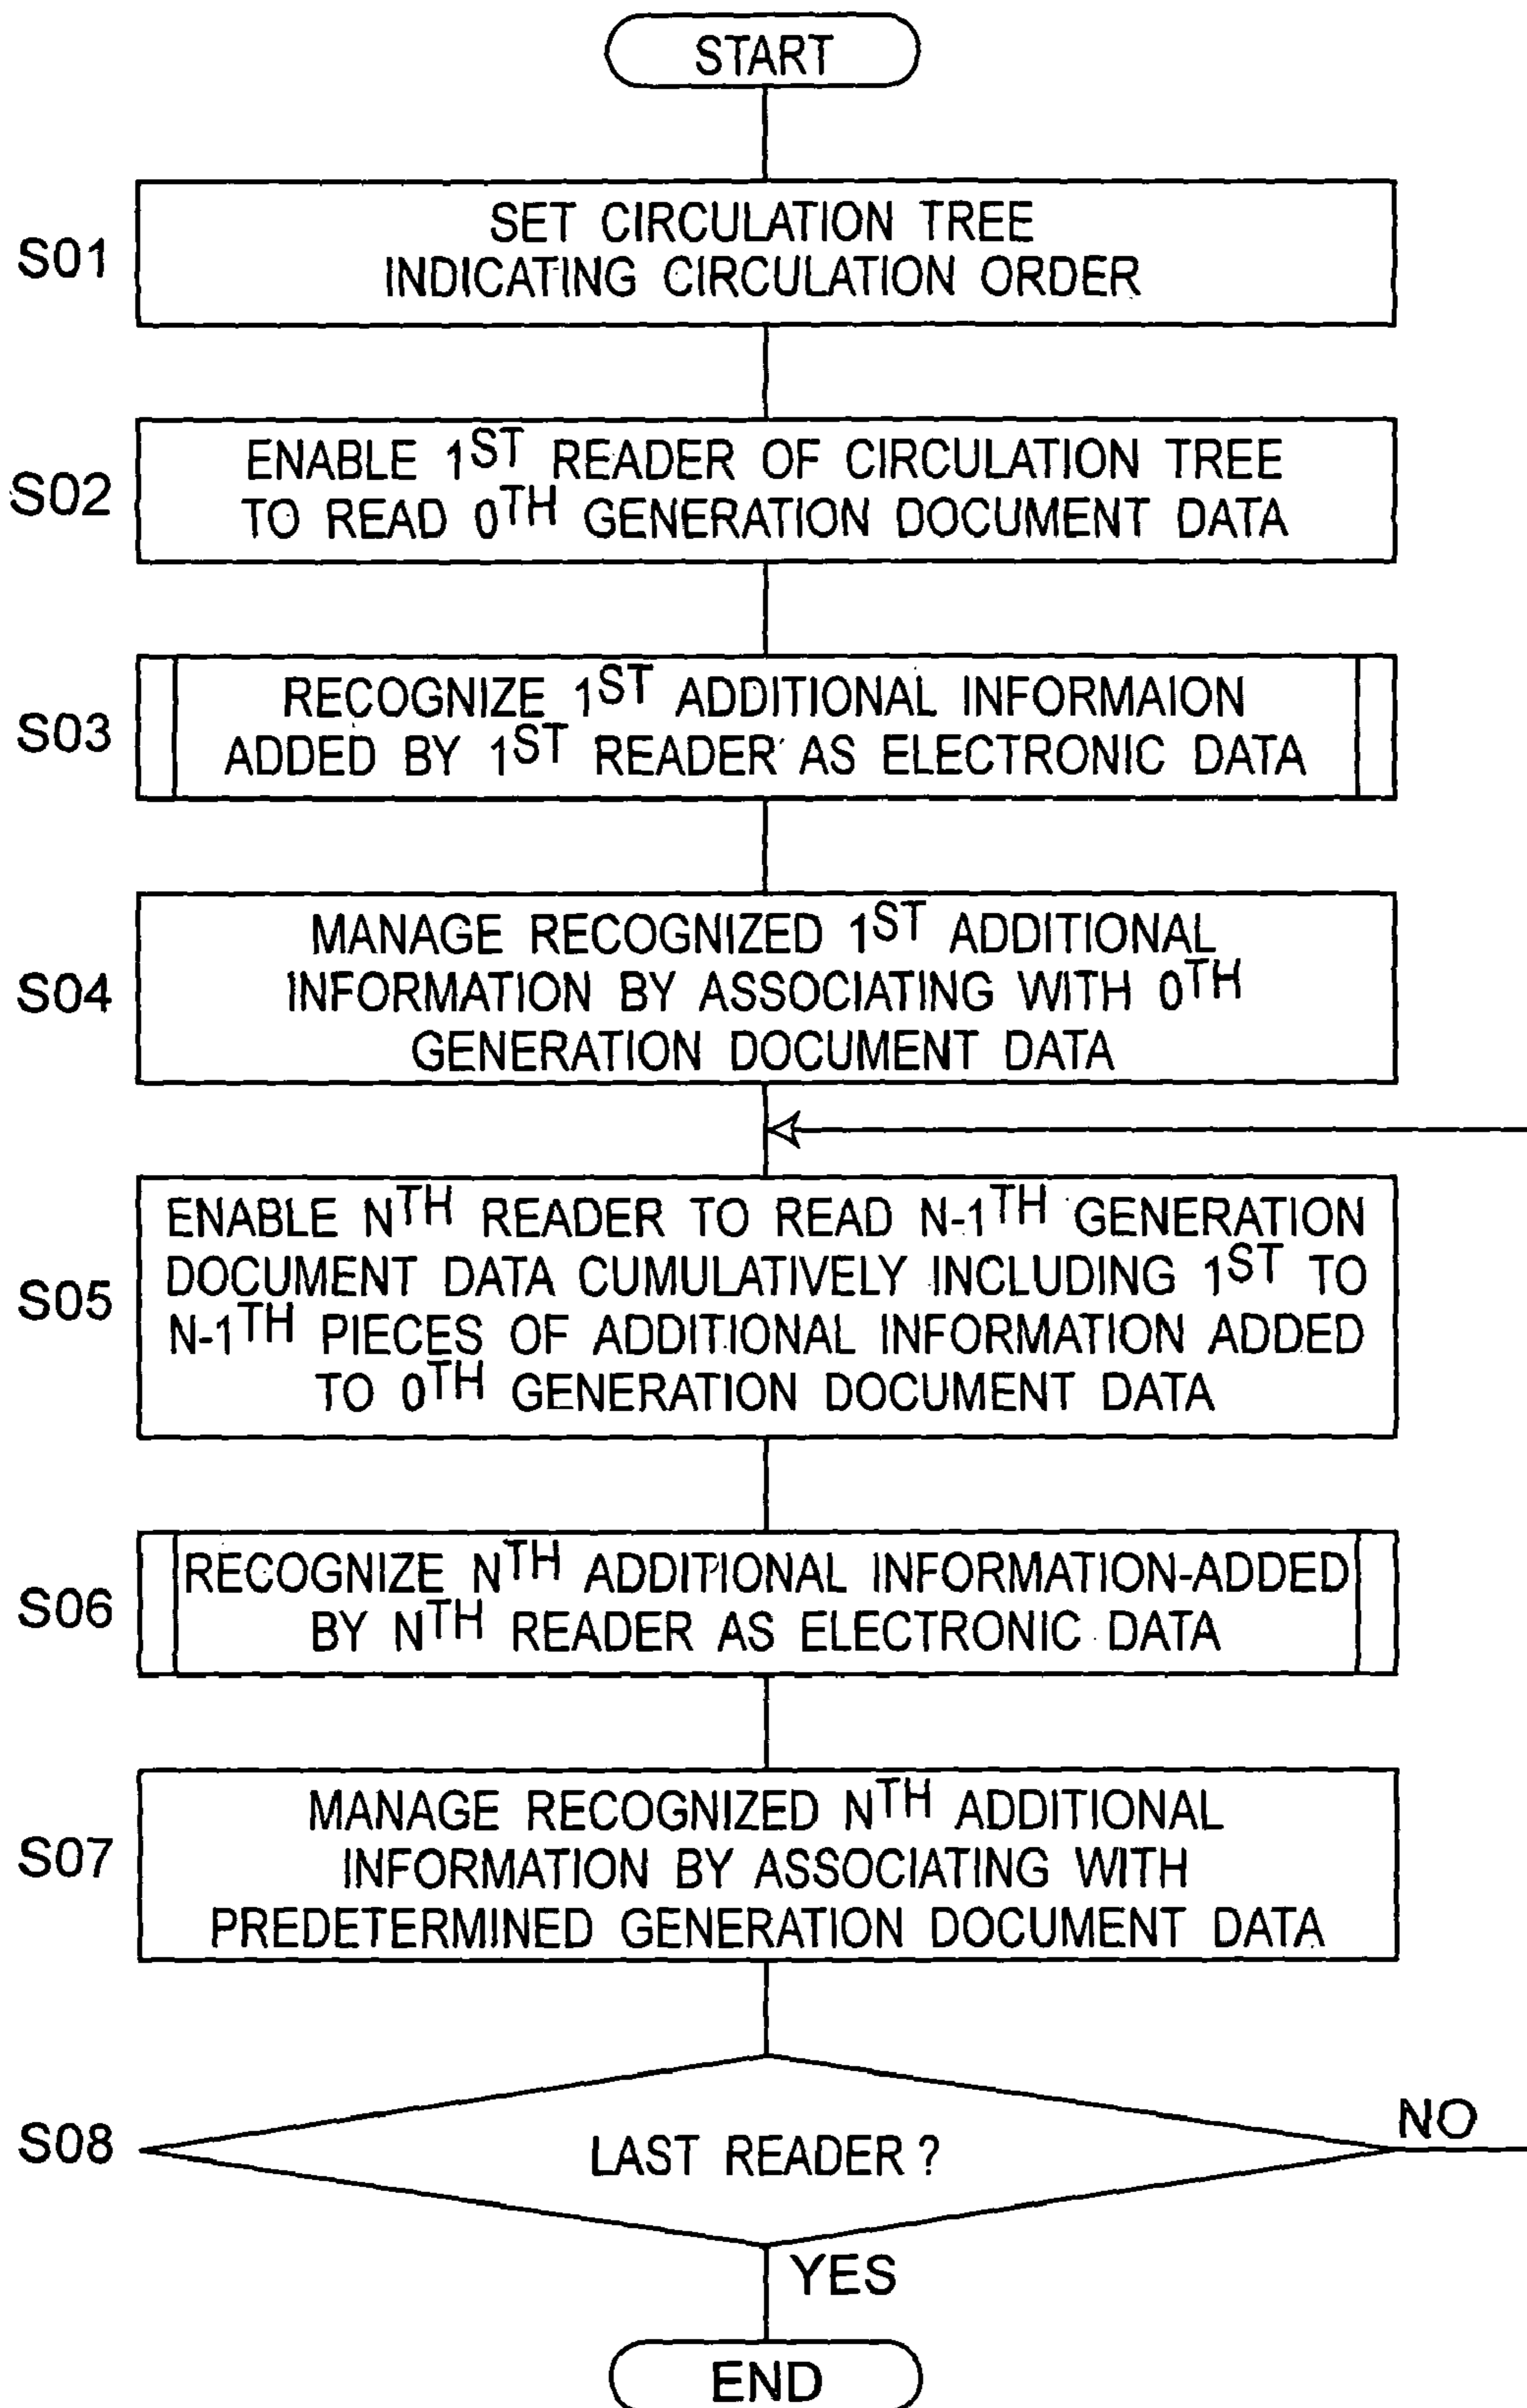 START
S01
SET CIRCULATION TREE
INDICATING CIRCULATION ORDER
S02
ENABLE 1ST READER OF CIRCULATION TREE
TO READ 0TH GENERATION DOCUMENT DATA
S03
RECOGNIZE 1ST ADDITIONAL INFORMAION
ADDED BY 1ST READER AS ELECTRONIC DATA
S04
MANAGE RECOGNIZED 1ST ADDITIONAL
INFORMATION BY ASSOCIATING WITH 0TH
GENERATION DOCUMENT DATA
S05
ENABLE NTH READER TO READ N-1TH GENERATION
DOCUMENT DATA CUMULATIVELY INCLUDING 1ST TO
N-1TH PIECES OF ADDITIONAL INFORMATION ADDED
TO 0TH GENERATION DOCUMENT DATA
S06
RECOGNIZE NTH ADDITIONAL INFORMATION-ADDED
BY NTH READER AS ELECTRONIC DATA
S07
MANAGE RECOGNIZED NTH ADDITIONAL
INFORMATION BY ASSOCIATING WITH
PREDETERMINED GENERATION DOCUMENT DATA
S08
LAST READER ?
NO
YES
END